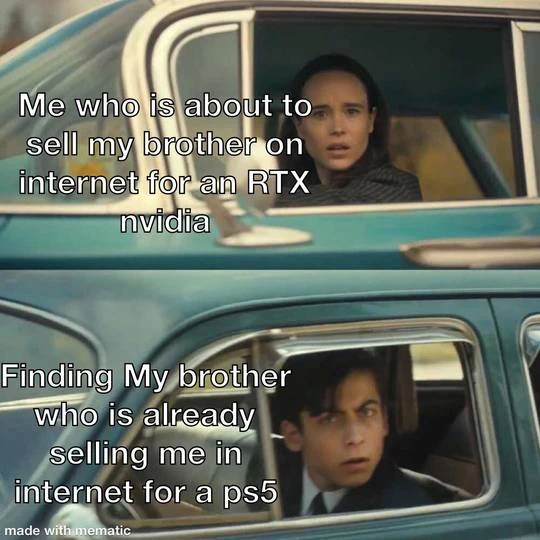 Me who is about to
sell my brother on
internet for an RTX
nvidia
Finding My brother
who is already
selling me in
internet for a ps5
made with mematic